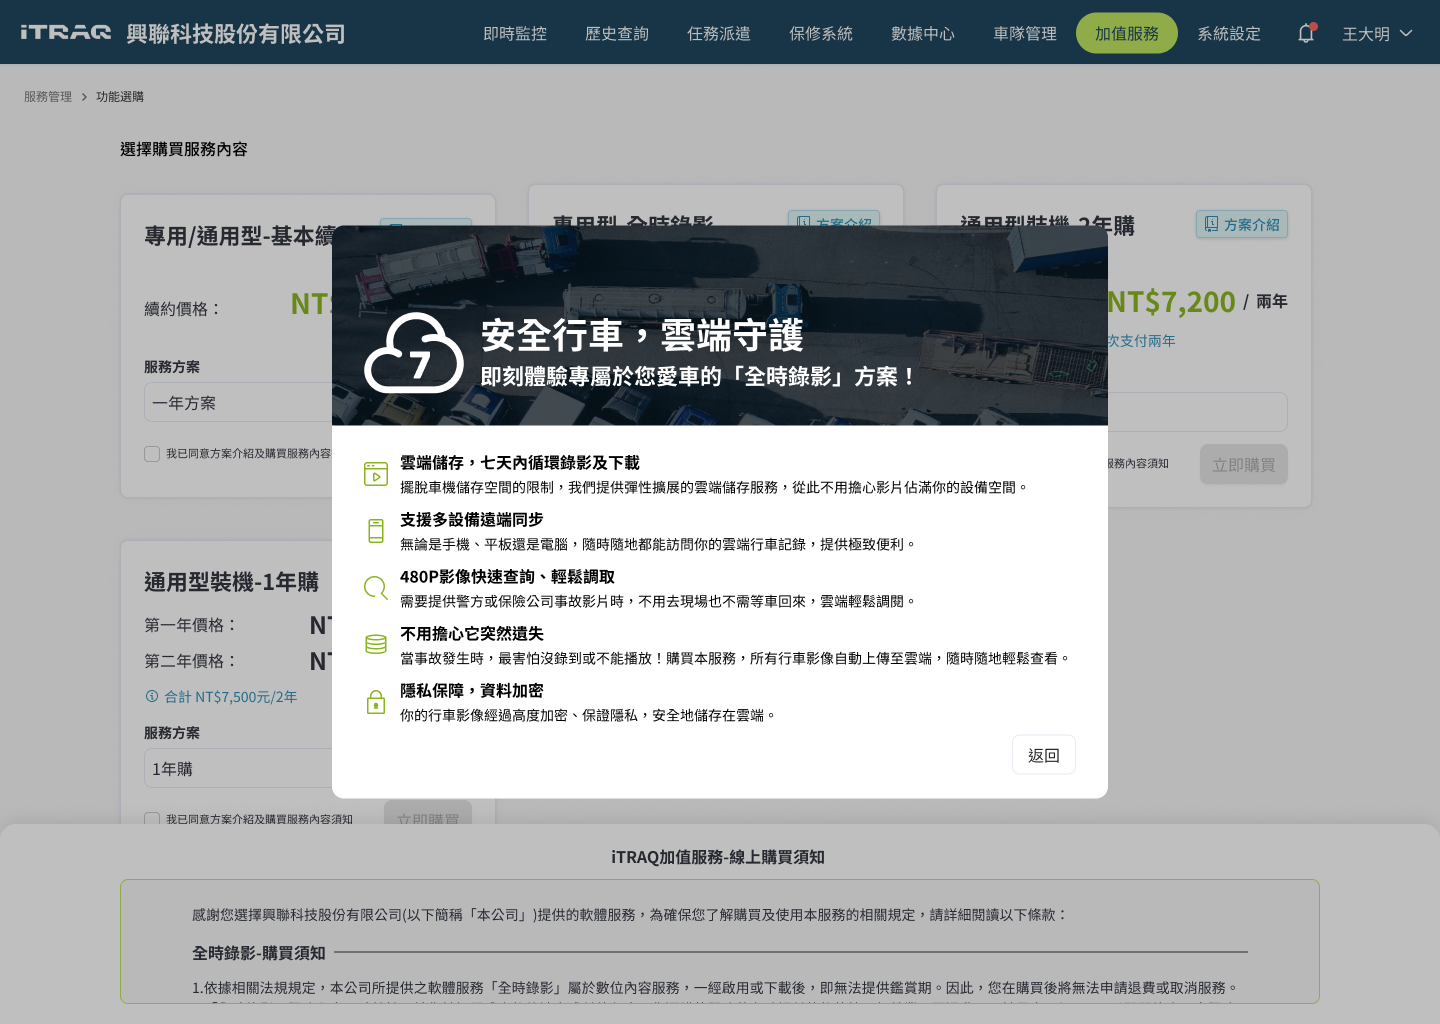 iTRAQ 興聯科技股份有限公司 即時監控 歷史查詢 任務派遣 保修系統 數據中心 車隊管理 加值服務 系統設定 王大明
服務管理 > 功能選購
選擇購買服務內容
專用/通用型-基本續
通用型裝機-2年購
方案介紹
續約價格：
NT$7,200 / 兩年
次支付兩年
服務方案
一年方案
我已同意方案介紹及購買服務內容
服務內容須知
立即購買
安全行車，雲端守護
7
即刻體驗專屬於您愛車的「全時錄影」方案！
雲端儲存，七天內循環錄影及下載
擺脫車機儲存空間的限制，我們提供彈性擴展的雲端儲存服務，從此不用擔心影片佔滿你的設備空間。
支援多設備遠端同步
無論是手機、平板還是電腦，隨時隨地都能訪問你的雲端行車記錄，提供極致便利。
480P影像快速查詢、輕鬆調取
需要提供警方或保險公司事故影片時，不用去現場也不需等車回來，雲端輕鬆調閱。
不用擔心它突然遺失
當事故發生時，最害怕沒錄到或不能播放！購買本服務，所有行車影像自動上傳至雲端，隨時隨地輕鬆查看。
隱私保障，資料加密
你的行車影像經過高度加密、保證隱私，安全地儲存在雲端。
返回
通用型裝機-1年購
第一年價格：
第二年價格：
合計 NT$7,500元/2年
服務方案
1年購
我已同意方案介紹及購買服務內容須知
iTRAQ加值服務-線上購買須知
感謝您選擇興聯科技股份有限公司(以下簡稱「本公司」)提供的軟體服務，為確保您了解購買及使用本服務的相關規定，請詳細閱讀以下條款：
全時錄影-購買須知
1.依據相關法規規定，本公司所提供之軟體服務「全時錄影」屬於數位內容服務，一經啟用或下載後，即無法提供鑑賞期。因此，您在購買後將無法申請退費或取消服務。